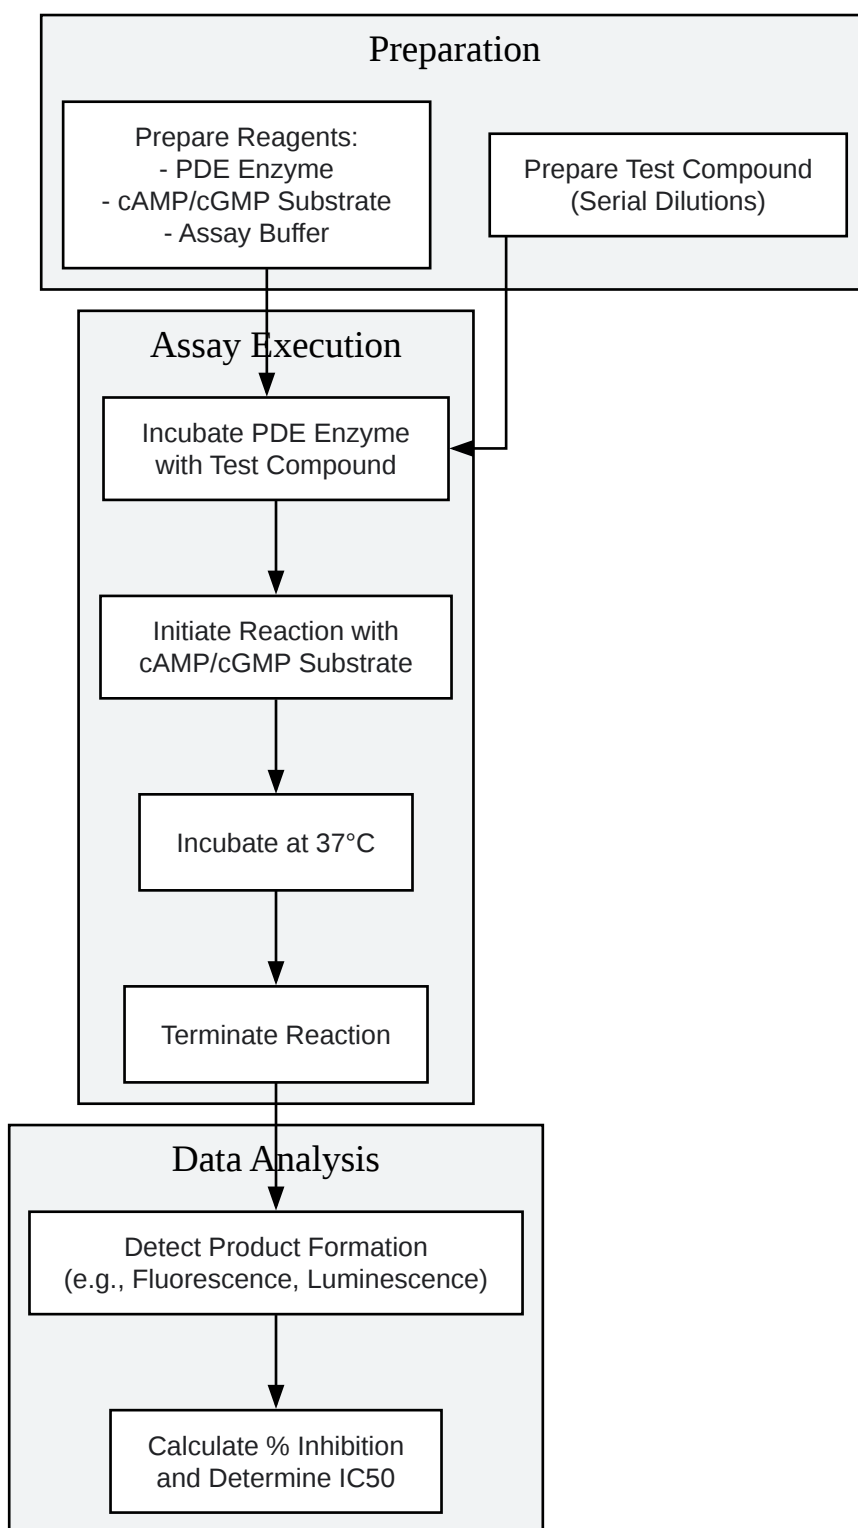 Preparation
Prepare Reagents:
- PDE Enzyme
- cAMP/cGMP Substrate
- Assay Buffer
Prepare Test Compound
(Serial Dilutions)
Assay Execution
Incubate PDE Enzyme
with Test Compound
Initiate Reaction with
cAMP/cGMP Substrate
Incubate at 37°C
Terminate Reaction
Data Analysis
Detect Product Formation
(e.g., Fluorescence, Luminescence)
Calculate % Inhibition
and Determine IC50